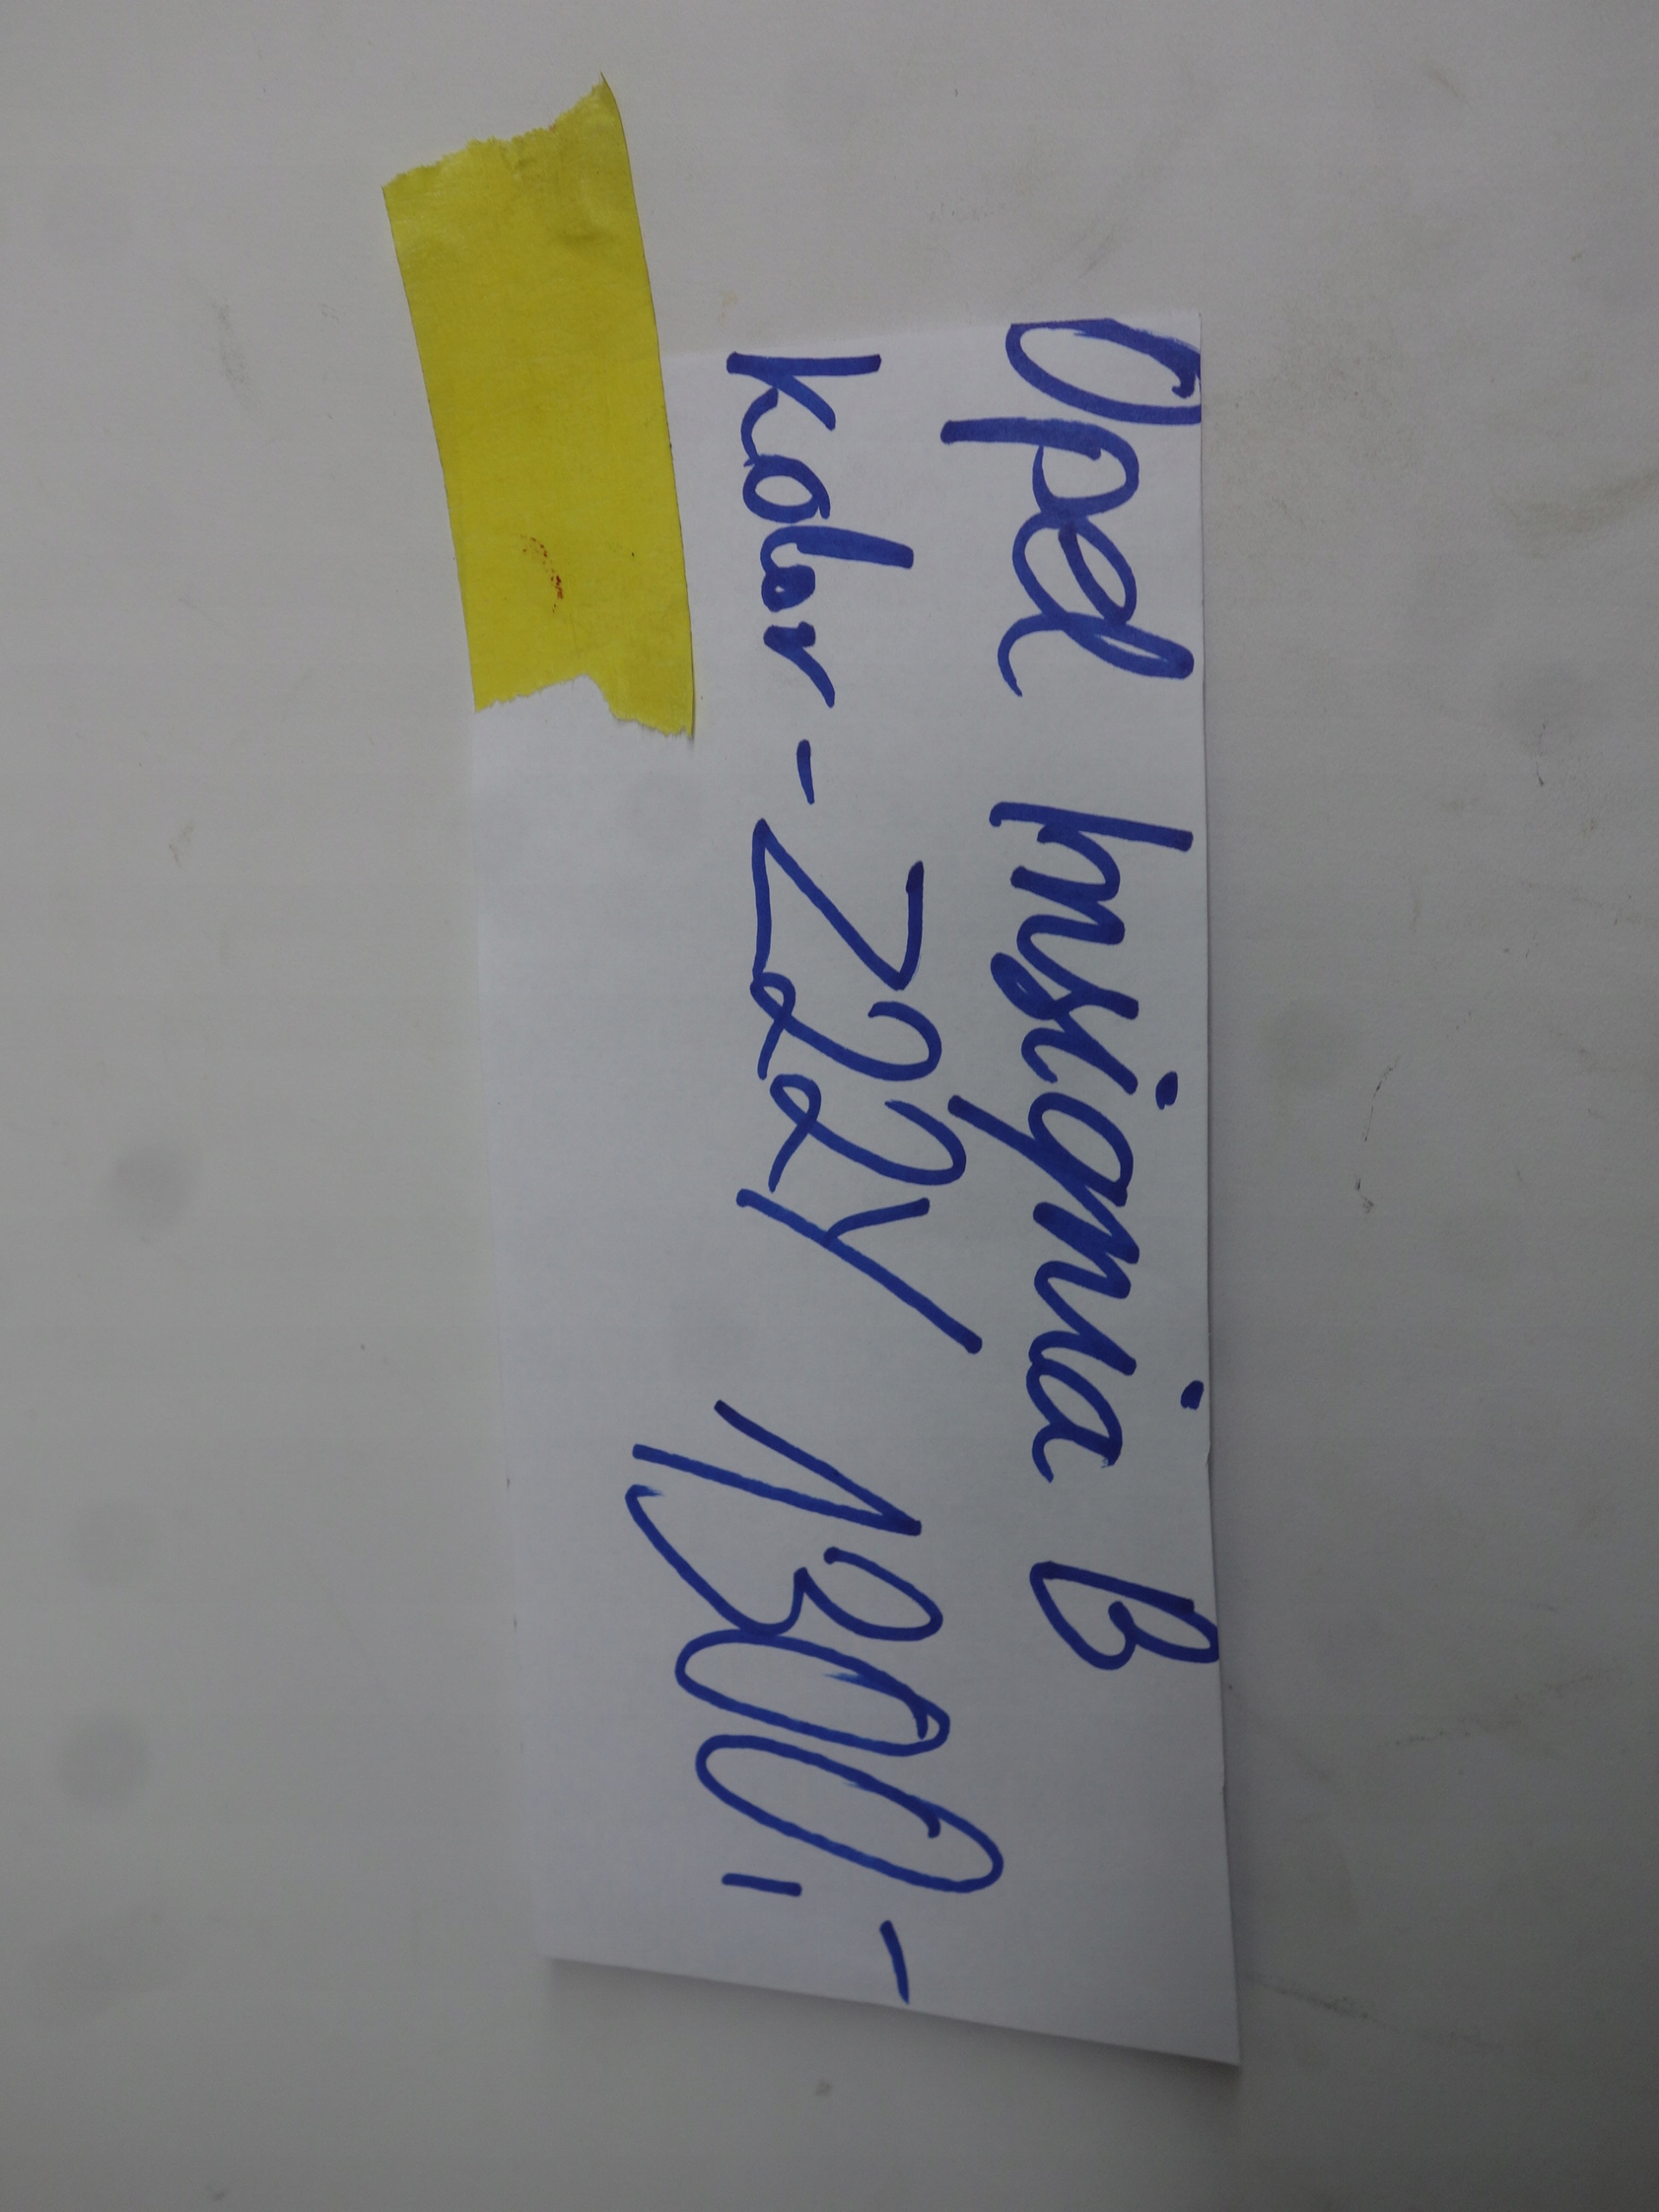 Opel Insignia B
kolor - Z22Y 1300,-